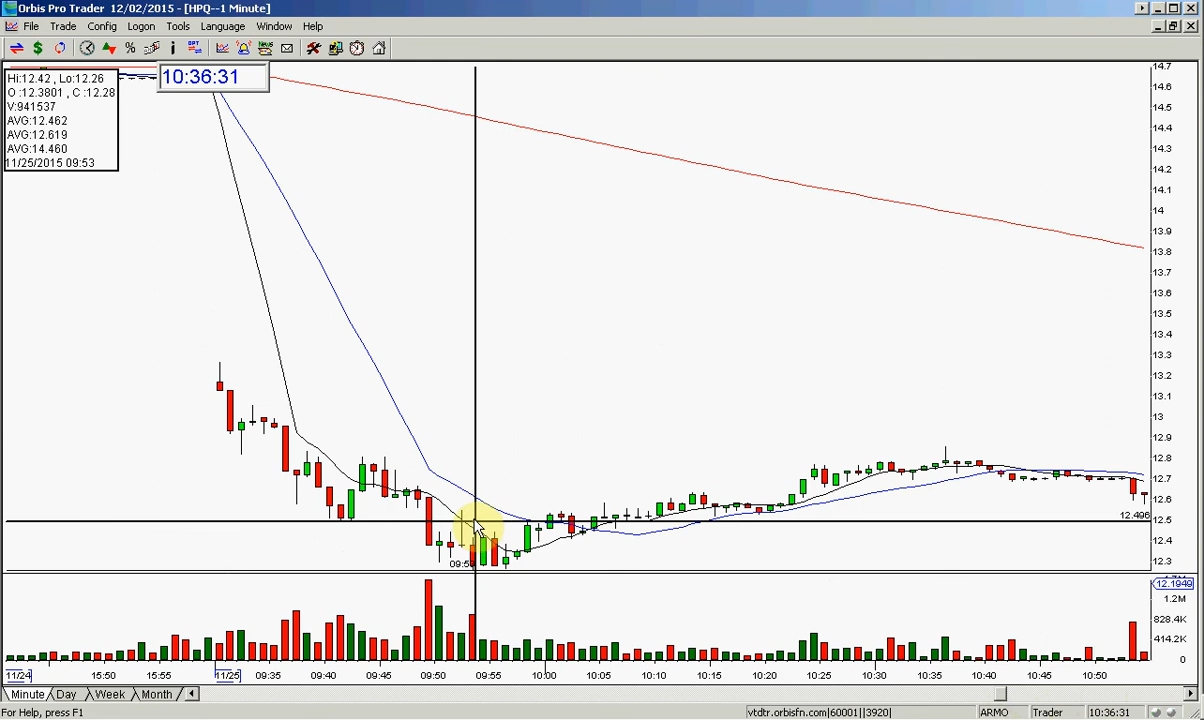 Orbis Pro Trader 12/02/2015 - [HPQ--1 Minute]
File Trade Config Logon Tools Language Window Help
Hi:12.42 , Lo:12.26
O :12.3801 , C :12.28
V:941537
AVG:12.462
AVG:12.619
AVG:14.460
11/25/2015 09:53
10:36:31
14.7
14.6
14.5
14.4
14.3
14.2
14.1
14
13.9
13.8
13.7
13.6
13.5
13.4
13.3
13.2
13.1
13
12.9
12.8
12.7
12.6
12.496
12.5
12.4
12.3
12.1949
1.2M
828.4K
414.2K
0
11/24 15:50 15:55 11/25 09:35 09:40 09:45 09:50 09:55 10:00 10:05 10:10 10:15 10:20 10:25 10:30 10:35 10:40 10:45 10:50
Minute Day Week Month
For Help, press F1 vtdtr.orbisfn.com|60001||3920| ARMO Trader 10:36:31